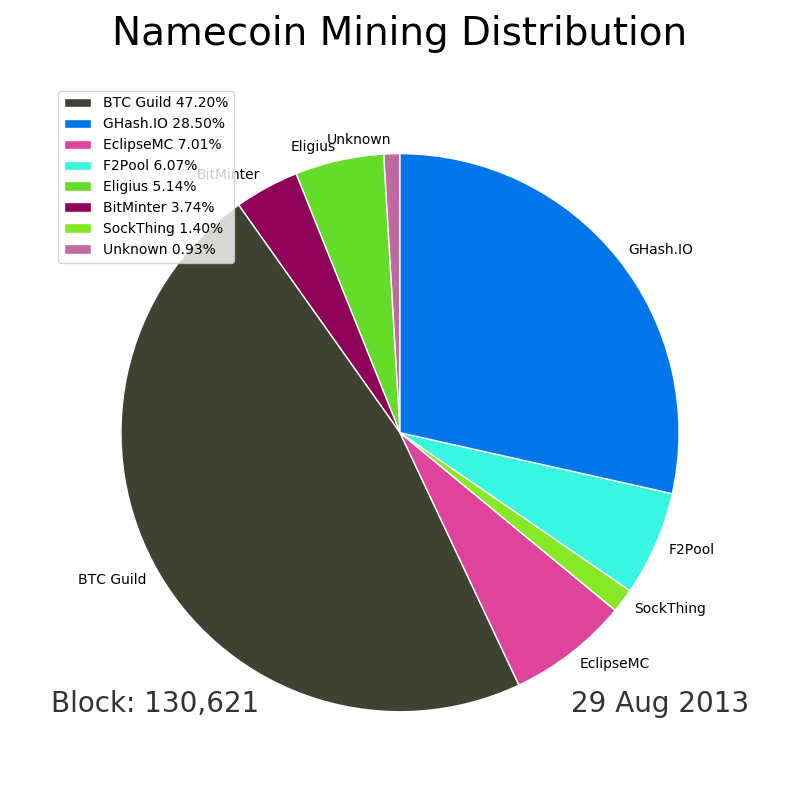 Namecoin Mining Distribution
BTC Guild 47.20%
GHash.IO 28.50%
EclipseMC 7.01%
F2Pool 6.07%
Eligius 5.14%
BitMinter 3.74%
SockThing 1.40%
Unknown 0.93%
Unknown
Eligius
BitMinter
GHash.IO
F2Pool
BTC Guild
SockThing
EclipseMC
Block: 130,621
29 Aug 2013